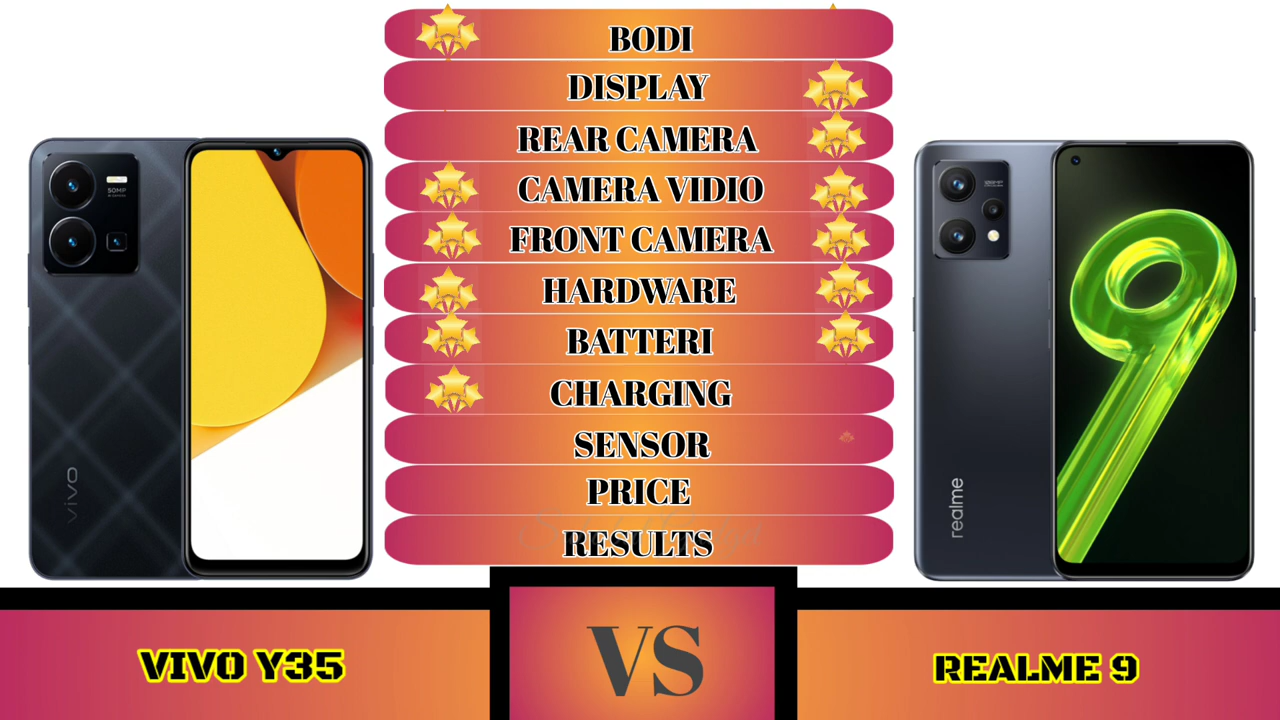 BODI
DISPLAY
REAR CAMERA
CAMERA VIDIO
FRONT CAMERA
HARDWARE
BATTERI
CHARGING
SENSOR
PRICE
RESULTS
50MP
vivo
realme
VIVO Y35
VS
REALME 9